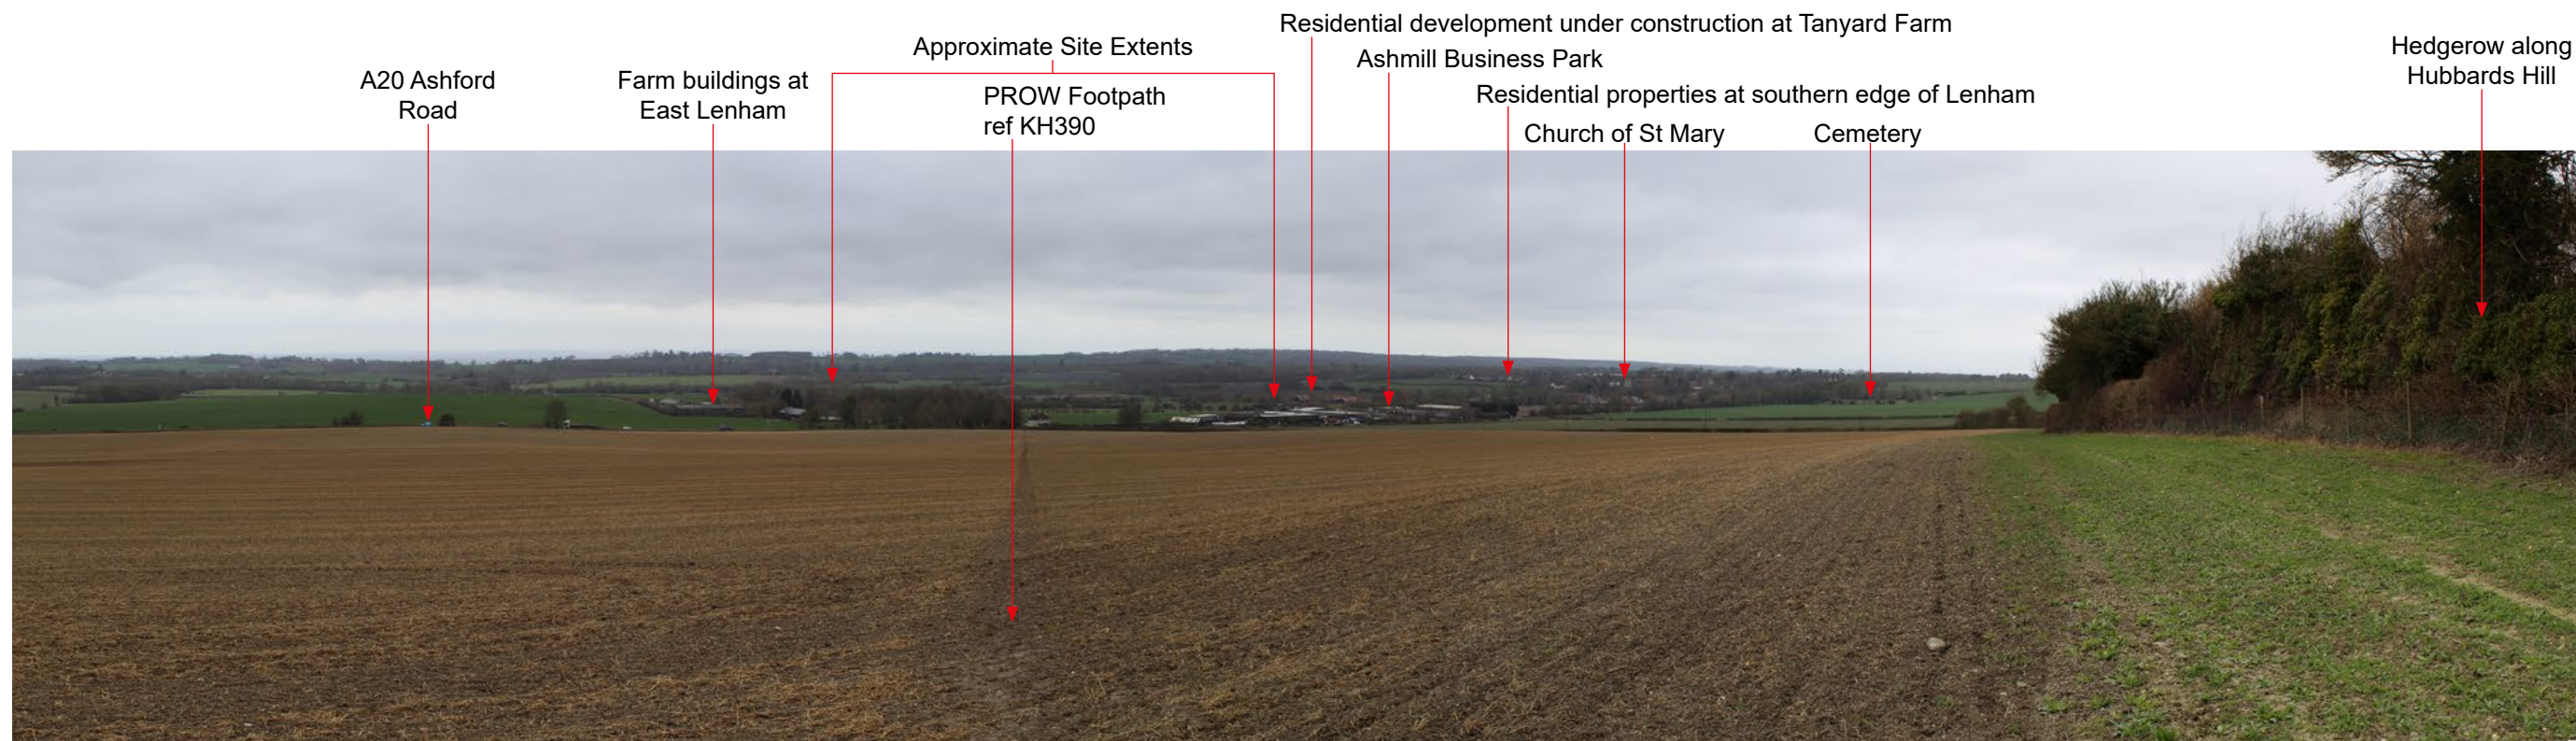 Residential development under construction at Tanyard Farm
Approximate Site Extents
Ashmill Business Park
Hedgerow along
Hubbards Hill
A20 Ashford
Road
Farm buildings at
East Lenham
PROW Footpath
ref KH390
Residential properties at southern edge of Lenham
Church of St Mary
Cemetery